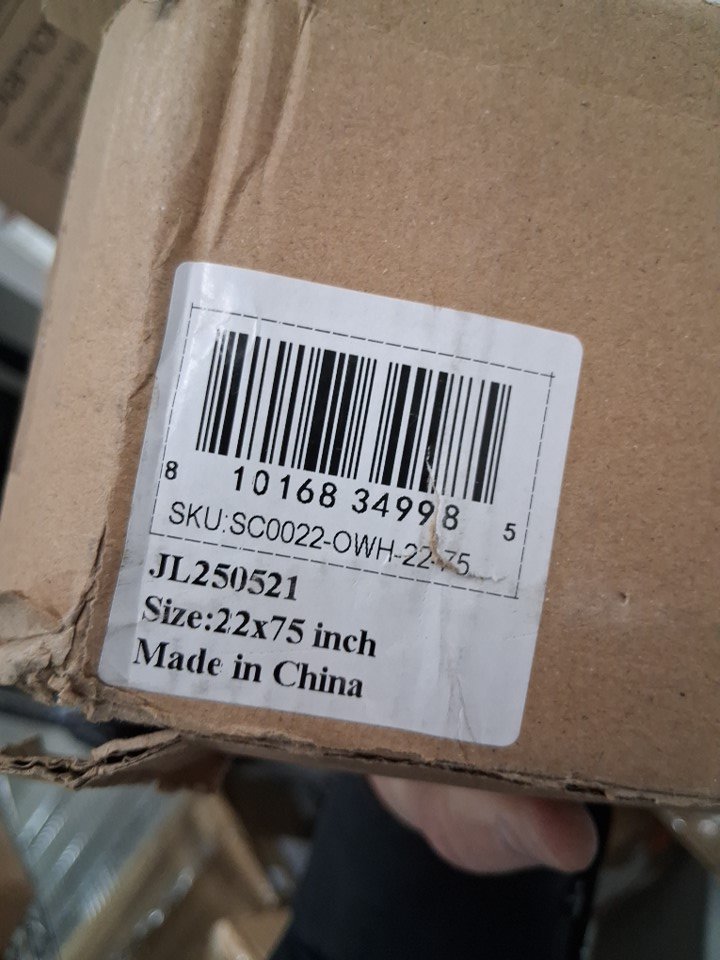 8 10168 34998 5
SKU:SC0022-OWH-22-75
JL250521
Size:22x75 inch
Made in China